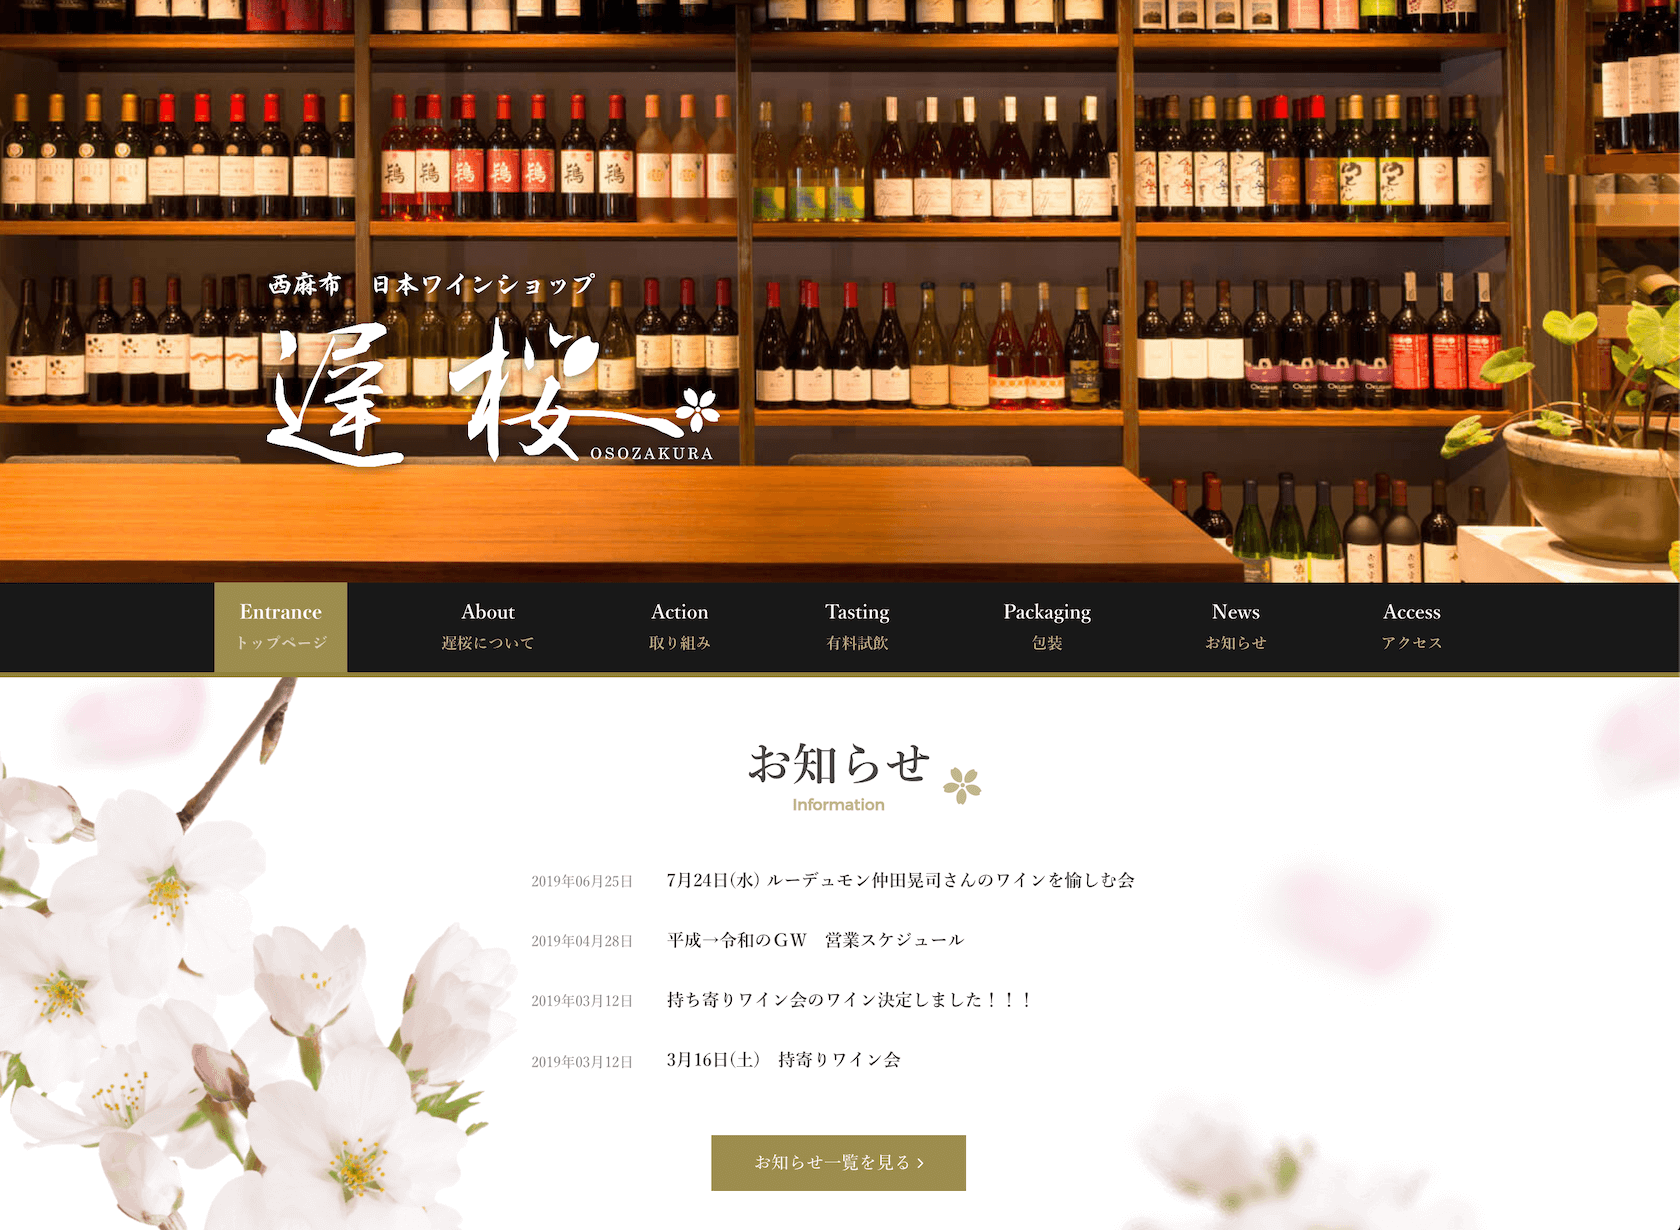 西麻布　日本ワインショップ
遅桜
OSOZAKURA
Entrance
トップページ
About
遅桜について
Action
取り組み
Tasting
有料試飲
Packaging
包装
News
お知らせ
Access
アクセス
お知らせ
Information
2019年06月25日 7月24日(水) ルーデュモン仲田晃司さんのワインを愉しむ会
2019年04月28日 平成→令和のＧＷ　営業スケジュール
2019年03月12日 持ち寄りワイン会のワイン決定しました！！！
2019年03月12日 3月16日(土)　持寄りワイン会
お知らせ一覧を見る